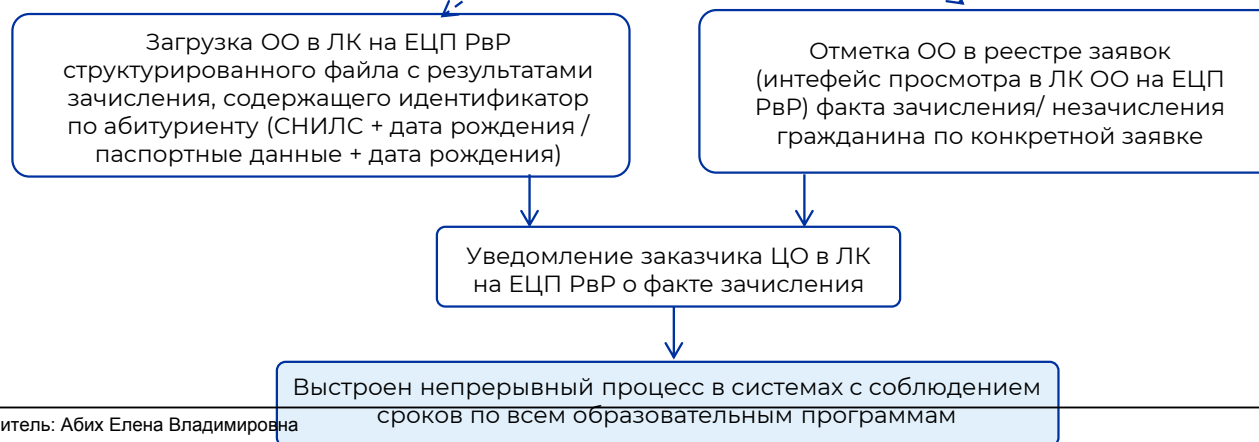 Загрузка ОО в ЛК на ЕЦП РвР
структурированного файла с результатами
зачисления, содержащего идентификатор
по абитуриенту (СНИЛС + дата рождения /
паспортные данные + дата рождения)
Отметка ОО в реестре заявок
(интефейс просмотра в ЛК ОО на ЕЦП
РвР) факта зачисления/ незачисления
гражданина по конкретной заявке
Уведомление заказчика ЦО в ЛК
на ЕЦП РвР о факте зачисления
Выстроен непрерывный процесс в системах с соблюдением
сроков по всем образовательным программам
итель: Абих Елена Владимировна